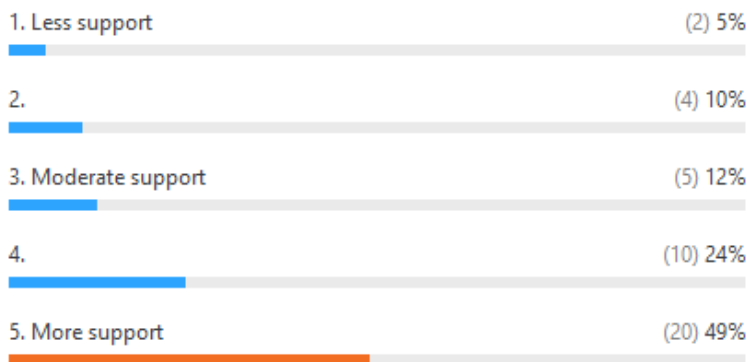 1. Less support (2) 5%
2. (4) 10%
3. Moderate support (5) 12%
4. (10) 24%
5. More support (20) 49%